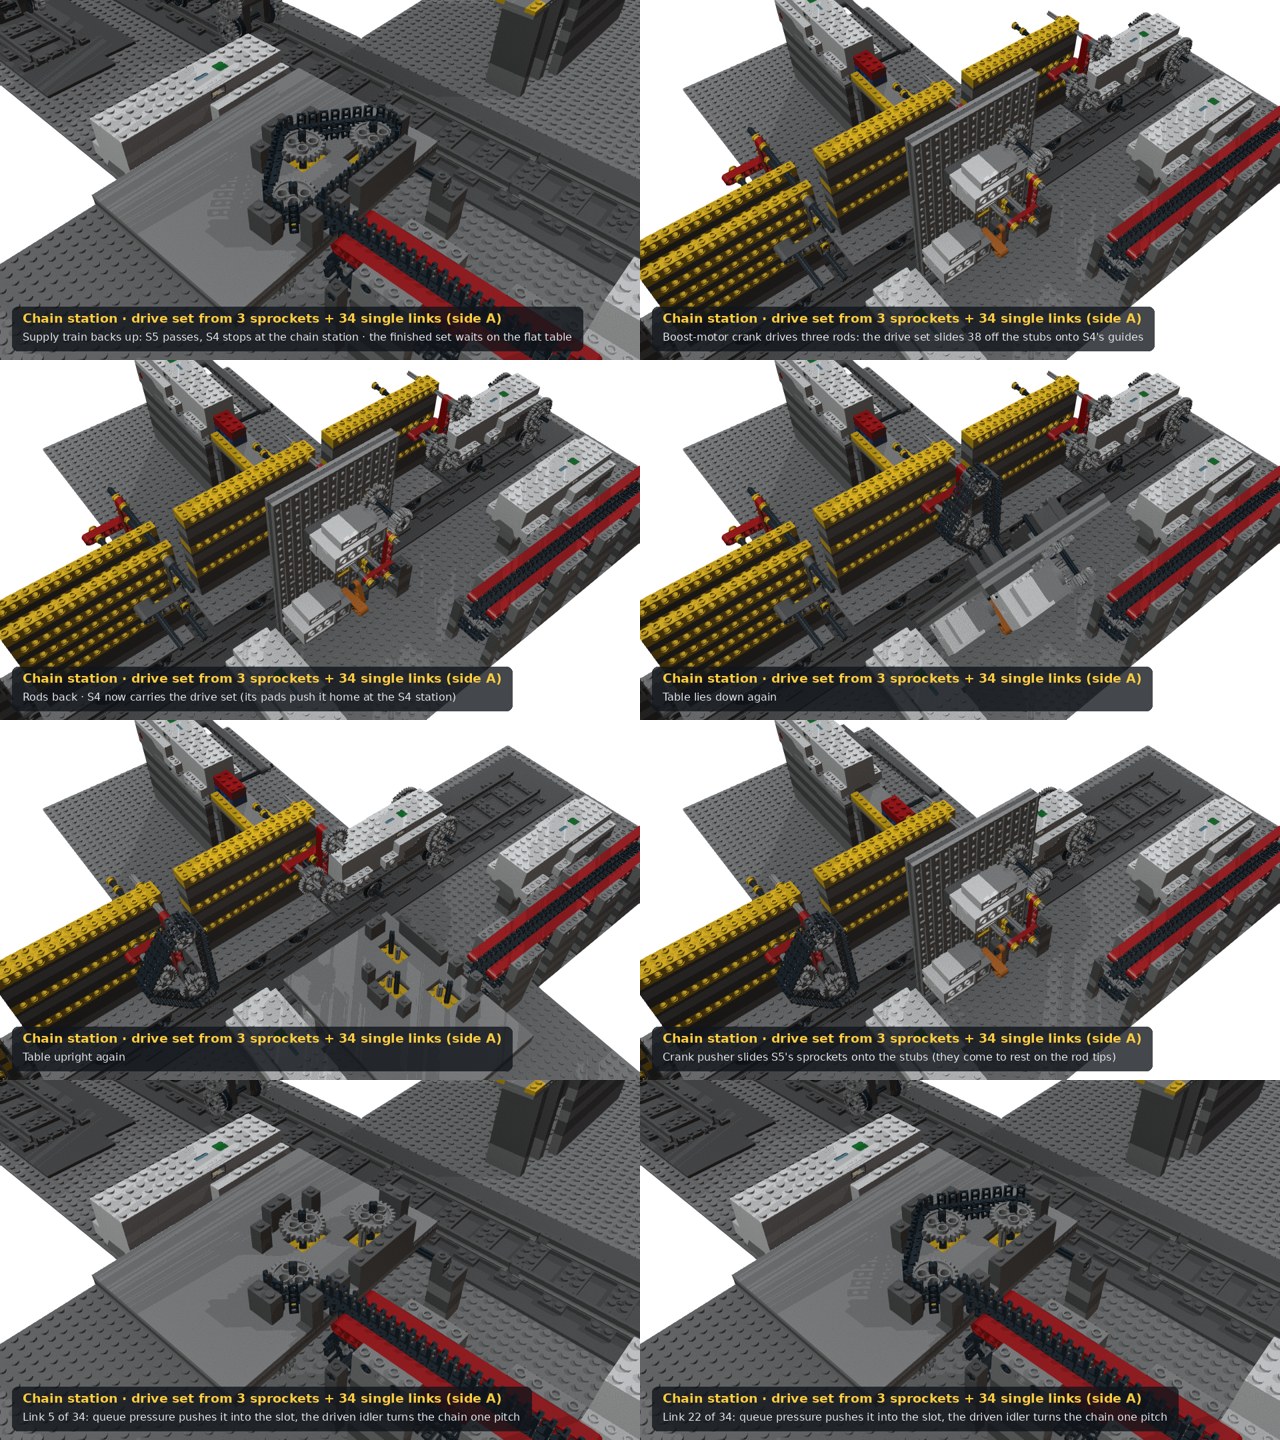 Chain station · drive set from 3 sprockets + 34 single links (side A)
Supply train backs up: S5 passes, S4 stops at the chain station · the finished set waits on the flat table
Chain station · drive set from 3 sprockets + 34 single links (side A)
Boost-motor crank drives three rods: the drive set slides 38 off the stubs onto S4's guides
Chain station · drive set from 3 sprockets + 34 single links (side A)
Rods back · S4 now carries the drive set (its pads push it home at the S4 station)
Chain station · drive set from 3 sprockets + 34 single links (side A)
Table lies down again
Chain station · drive set from 3 sprockets + 34 single links (side A)
Table upright again
Chain station · drive set from 3 sprockets + 34 single links (side A)
Crank pusher slides S5's sprockets onto the stubs (they come to rest on the rod tips)
Chain station · drive set from 3 sprockets + 34 single links (side A)
Link 5 of 34: queue pressure pushes it into the slot, the driven idler turns the chain one pitch
Chain station · drive set from 3 sprockets + 34 single links (side A)
Link 22 of 34: queue pressure pushes it into the slot, the driven idler turns the chain one pitch